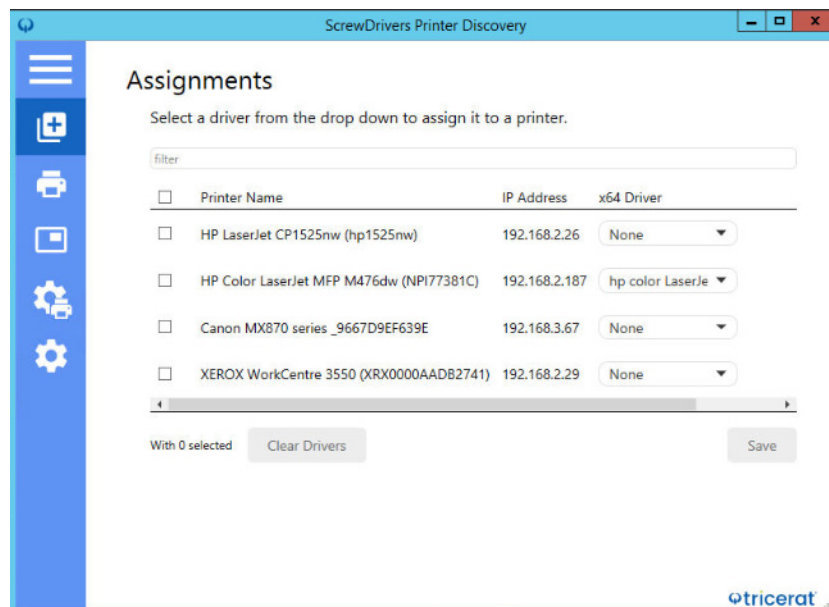 ScrewDrivers Printer Discovery
Assignments
Select a driver from the drop down to assign it to a printer.
filter
Printer Name IP Address x64 Driver
HP LaserJet CP1525nw (hp1525nw) 192.168.2.26 None
HP Color LaserJet MFP M476dw (NPI77381C) 192.168.2.187 hp color LaserJe
Canon MX870 series _9667D9EF639E 192.168.3.67 None
XEROX WorkCentre 3550 (XRX0000AADB2741) 192.168.2.29 None
With 0 selected Clear Drivers Save
tricerat